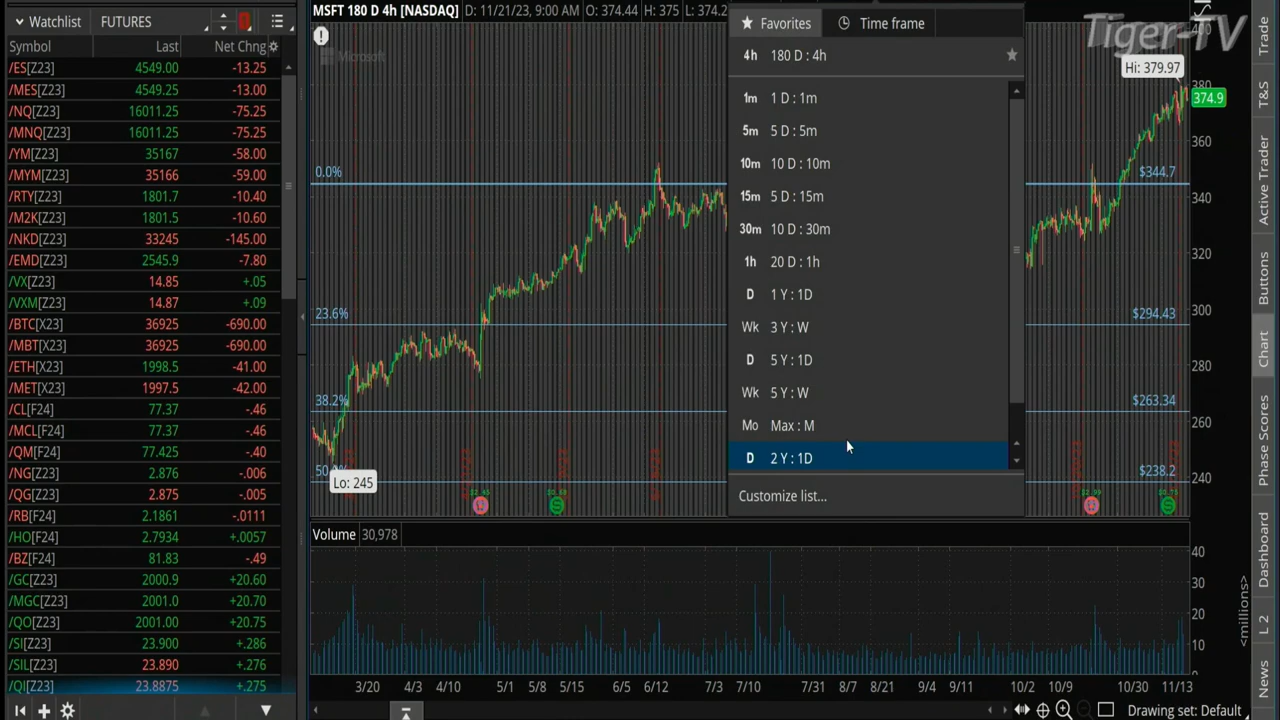 Watchlist FUTURES
Symbol Last Net Chng
/ES[Z23] 4549.00 -13.25
/MES[Z23] 4549.25 -13.00
/NQ[Z23] 16011.25 -75.25
/MNQ[Z23] 16011.25 -75.25
/YM[Z23] 35167 -58.00
/MYM[Z23] 35166 -59.00
/RTY[Z23] 1801.7 -10.40
/M2K[Z23] 1801.5 -10.60
/NKD[Z23] 33245 -145.00
/EMD[Z23] 2545.9 -7.80
/VX[Z23] 14.85 +.05
/VXM[Z23] 14.87 +.09
/BTC[X23] 36925 -690.00
/MBT[X23] 36925 -690.00
/ETH[X23] 1998.5 -41.00
/MET[X23] 1997.5 -42.00
/CL[F24] 77.37 -.46
/MCL[F24] 77.37 -.46
/QM[F24] 77.425 -.40
/NG[Z23] 2.876 -.006
/QG[Z23] 2.875 -.005
/RB[F24] 2.1861 -.0111
/HO[F24] 2.7934 +.0057
/BZ[F24] 81.83 -.49
/GC[Z23] 2000.9 +20.60
/MGC[Z23] 2001.0 +20.70
/QO[Z23] 2001.00 +20.75
/SI[Z23] 23.900 +.286
/SIL[Z23] 23.890 +.276
/QI[Z23] 23.8875 +.275
MSFT 180 D 4h [NASDAQ] D: 11/21/23, 9:00 AM O: 374.44 H: 375 L: 374.2
Microsoft
Favorites Time frame
4h 180 D : 4h
1m 1 D : 1m
5m 5 D : 5m
10m 10 D : 10m
15m 5 D : 15m
30m 10 D : 30m
1h 20 D : 1h
D 1 Y : 1D
Wk 3 Y : W
D 5 Y : 1D
Wk 5 Y : W
Mo Max : M
D 2 Y : 1D
Customize list...
Tiger-TV
Hi: 379.97
380
374.9
360
340
320
300
280
260
240
0.0% $344.7
23.6% $294.43
38.2% $263.34
$238.2
Lo: 245
Volume 30,978
40
30
20
10
<millions>
3/20 4/3 4/10 5/1 5/8 5/15 6/5 6/12 7/3 7/10 7/31 8/7 8/21 9/4 9/11 10/2 10/9 10/30 11/13
Drawing set: Default
Trade
T&S
Active Trader
Buttons
Chart
Phase Scores
Dashboard
L 2
News